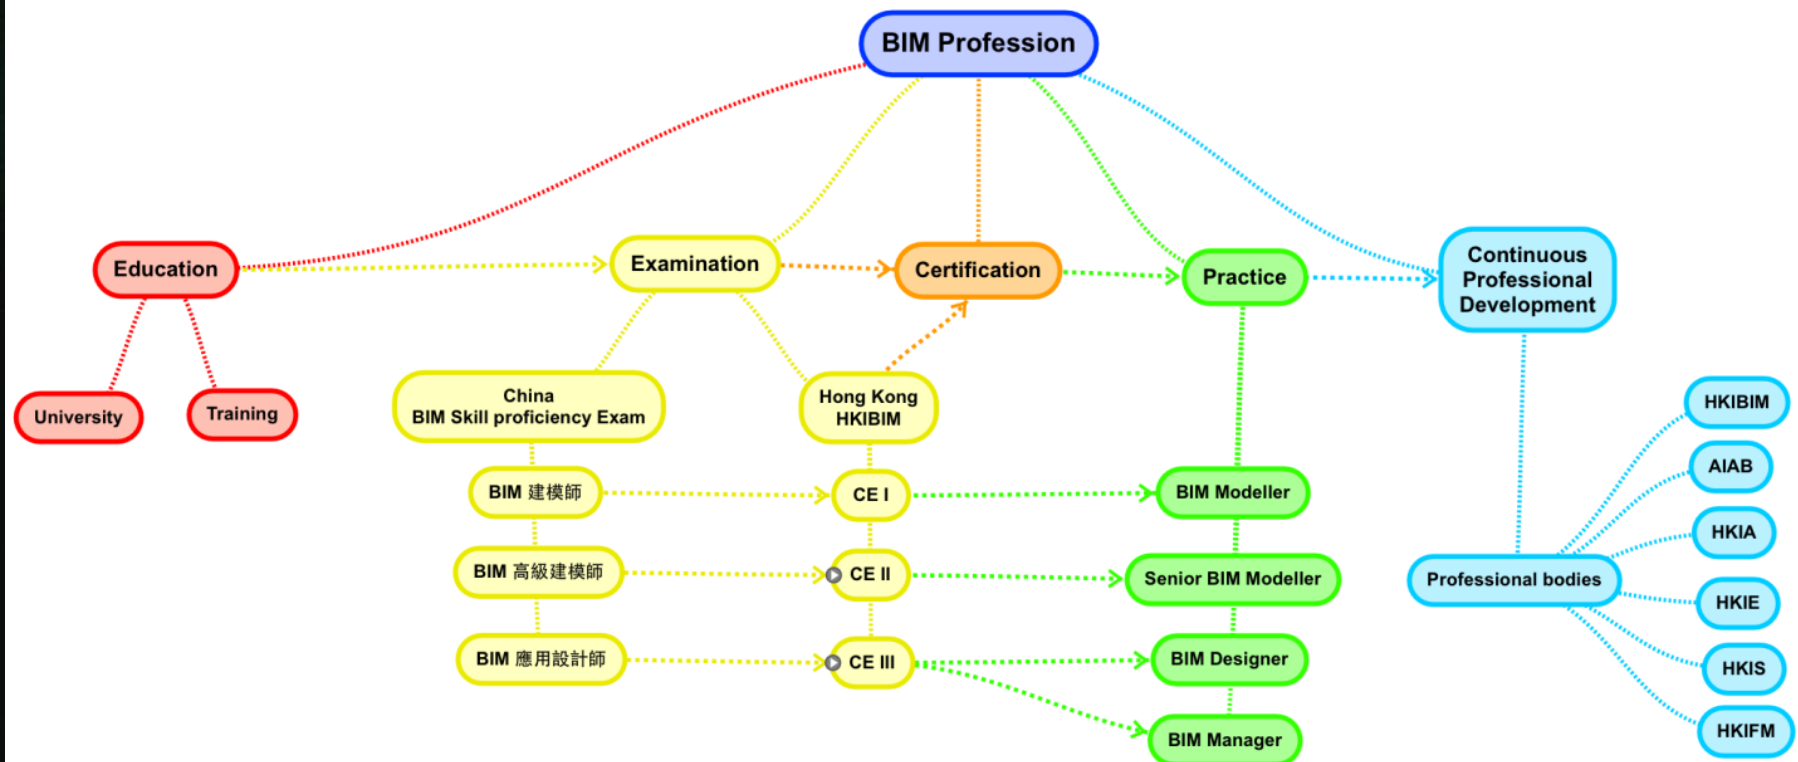 BIM Profession
Education
Examination
Certification
Practice
Continuous
Professional
Development
University
Training
China
BIM Skill proficiency Exam
Hong Kong
HKIBIM
BIM 建模師
CE I
BIM Modeller
BIM 高級建模師
CE II
Senior BIM Modeller
BIM 應用設計師
CE III
BIM Designer
BIM Manager
Professional bodies
HKIBIM
AIAB
HKIA
HKIE
HKIS
HKIFM